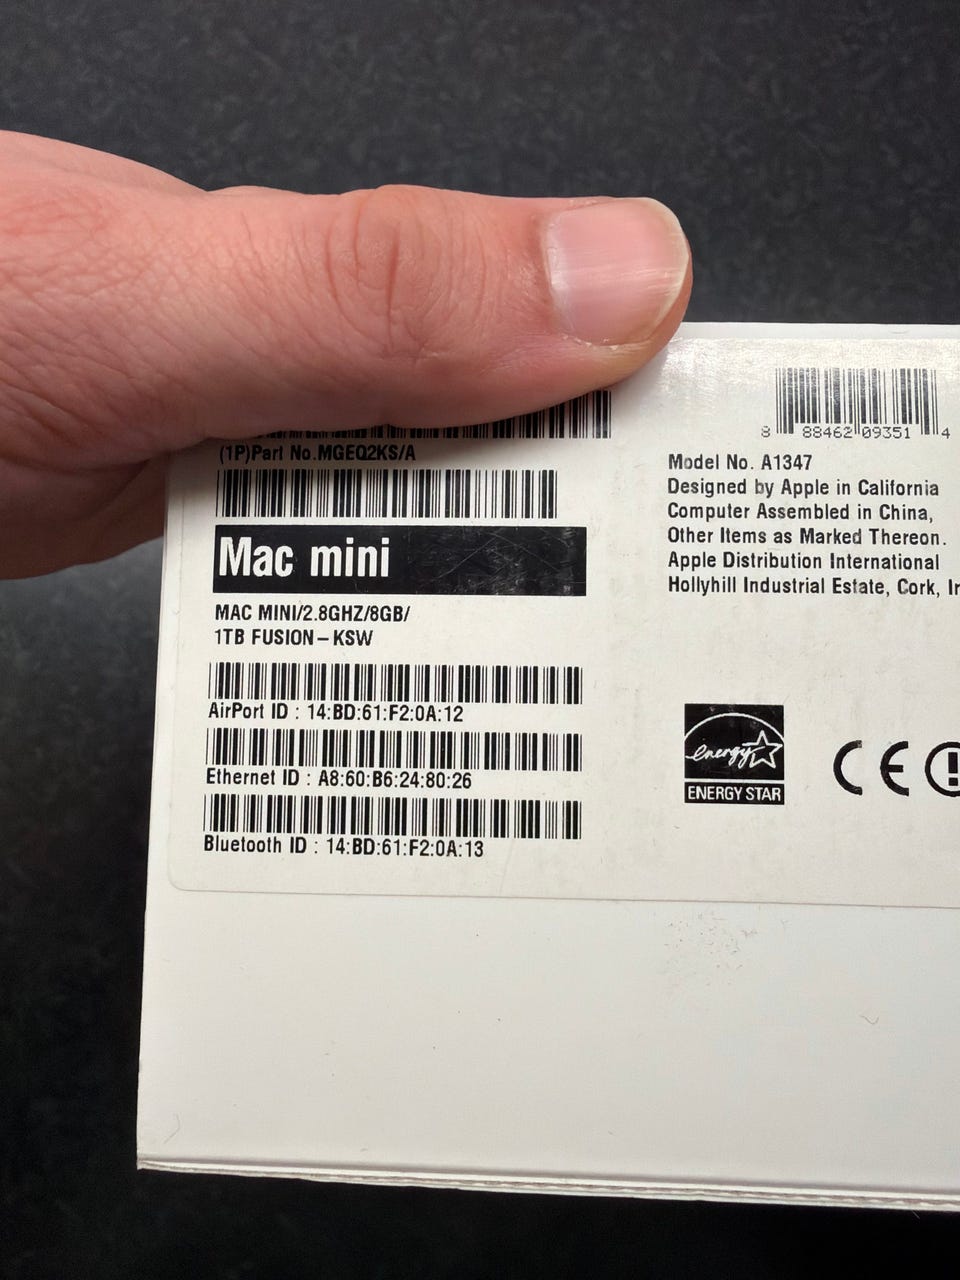 (1P)Part No.MGEQ2KS/A
Mac mini
MAC MINI/2.8GHZ/8GB/
1TB FUSION-KSW
AirPort ID : 14:BD:61:F2:0A:12
Ethernet ID : A8:60:B6:24:80:26
Bluetooth ID : 14:BD:61:F2:0A:13
8 88462 09351 4
Model No. A1347
Designed by Apple in California
Computer Assembled in China,
Other Items as Marked Thereon.
Apple Distribution International
Hollyhill Industrial Estate, Cork,
energy
ENERGY STAR
CE